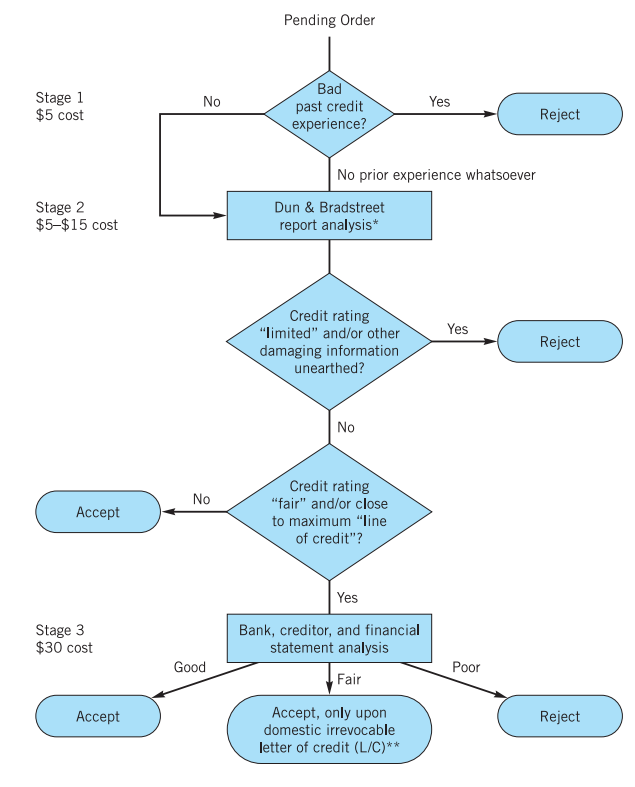 Pending Order
Stage 1
$5 cost
No
Bad
past credit
experience?
Yes
Reject
No prior experience whatsoever
Stage 2
$5–$15 cost
Dun & Bradstreet
report analysis*
Credit rating
“limited” and/or other
damaging information
unearthed?
Yes
Reject
No
Credit rating
“fair” and/or close
to maximum “line
of credit”?
No
Accept
Yes
Stage 3
$30 cost
Bank, creditor, and financial
statement analysis
Good
Fair
Poor
Accept
Accept, only upon
domestic irrevocable
letter of credit (L/C)**
Reject